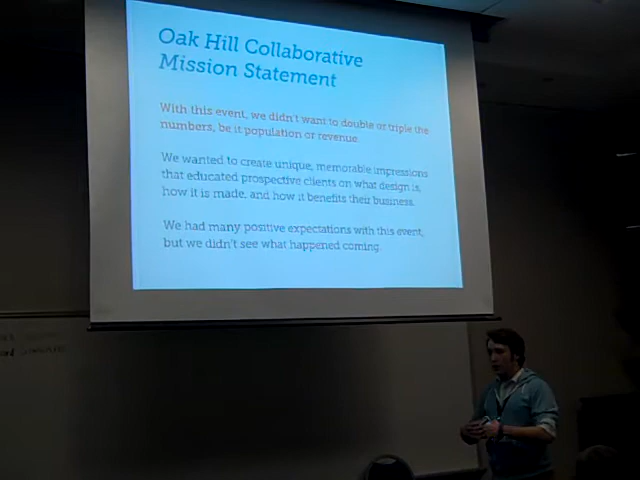 Oak Hill Collaborative
Mission Statement
With this event, we didn't want to double or triple the
numbers, be it population or revenue.
We wanted to create unique, memorable impressions
that educated prospective clients on what design is,
how it is made, and how it benefits their business.
We had many positive expectations with this event,
but we didn't see what happened coming.